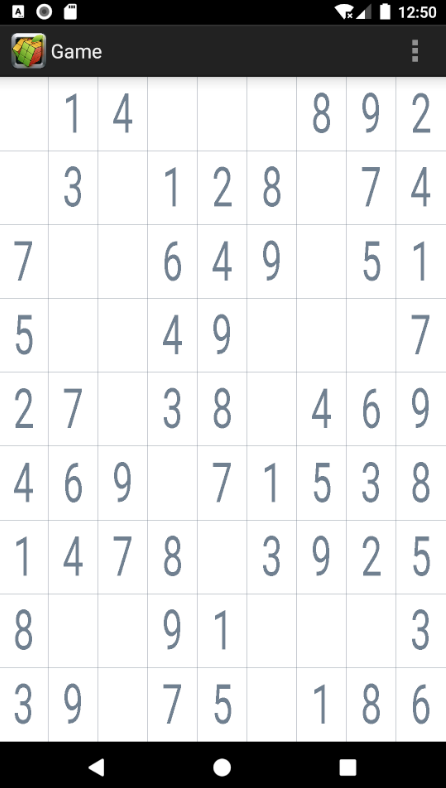 A 12:50
Game
1 4 8 9 2
3 1 2 8 7 4
7 6 4 9 5 1
5 4 9 7
2 7 3 8 4 6 9
4 6 9 7 1 5 3 8
1 4 7 8 3 9 2 5
8 9 1 3
3 9 7 5 1 8 6